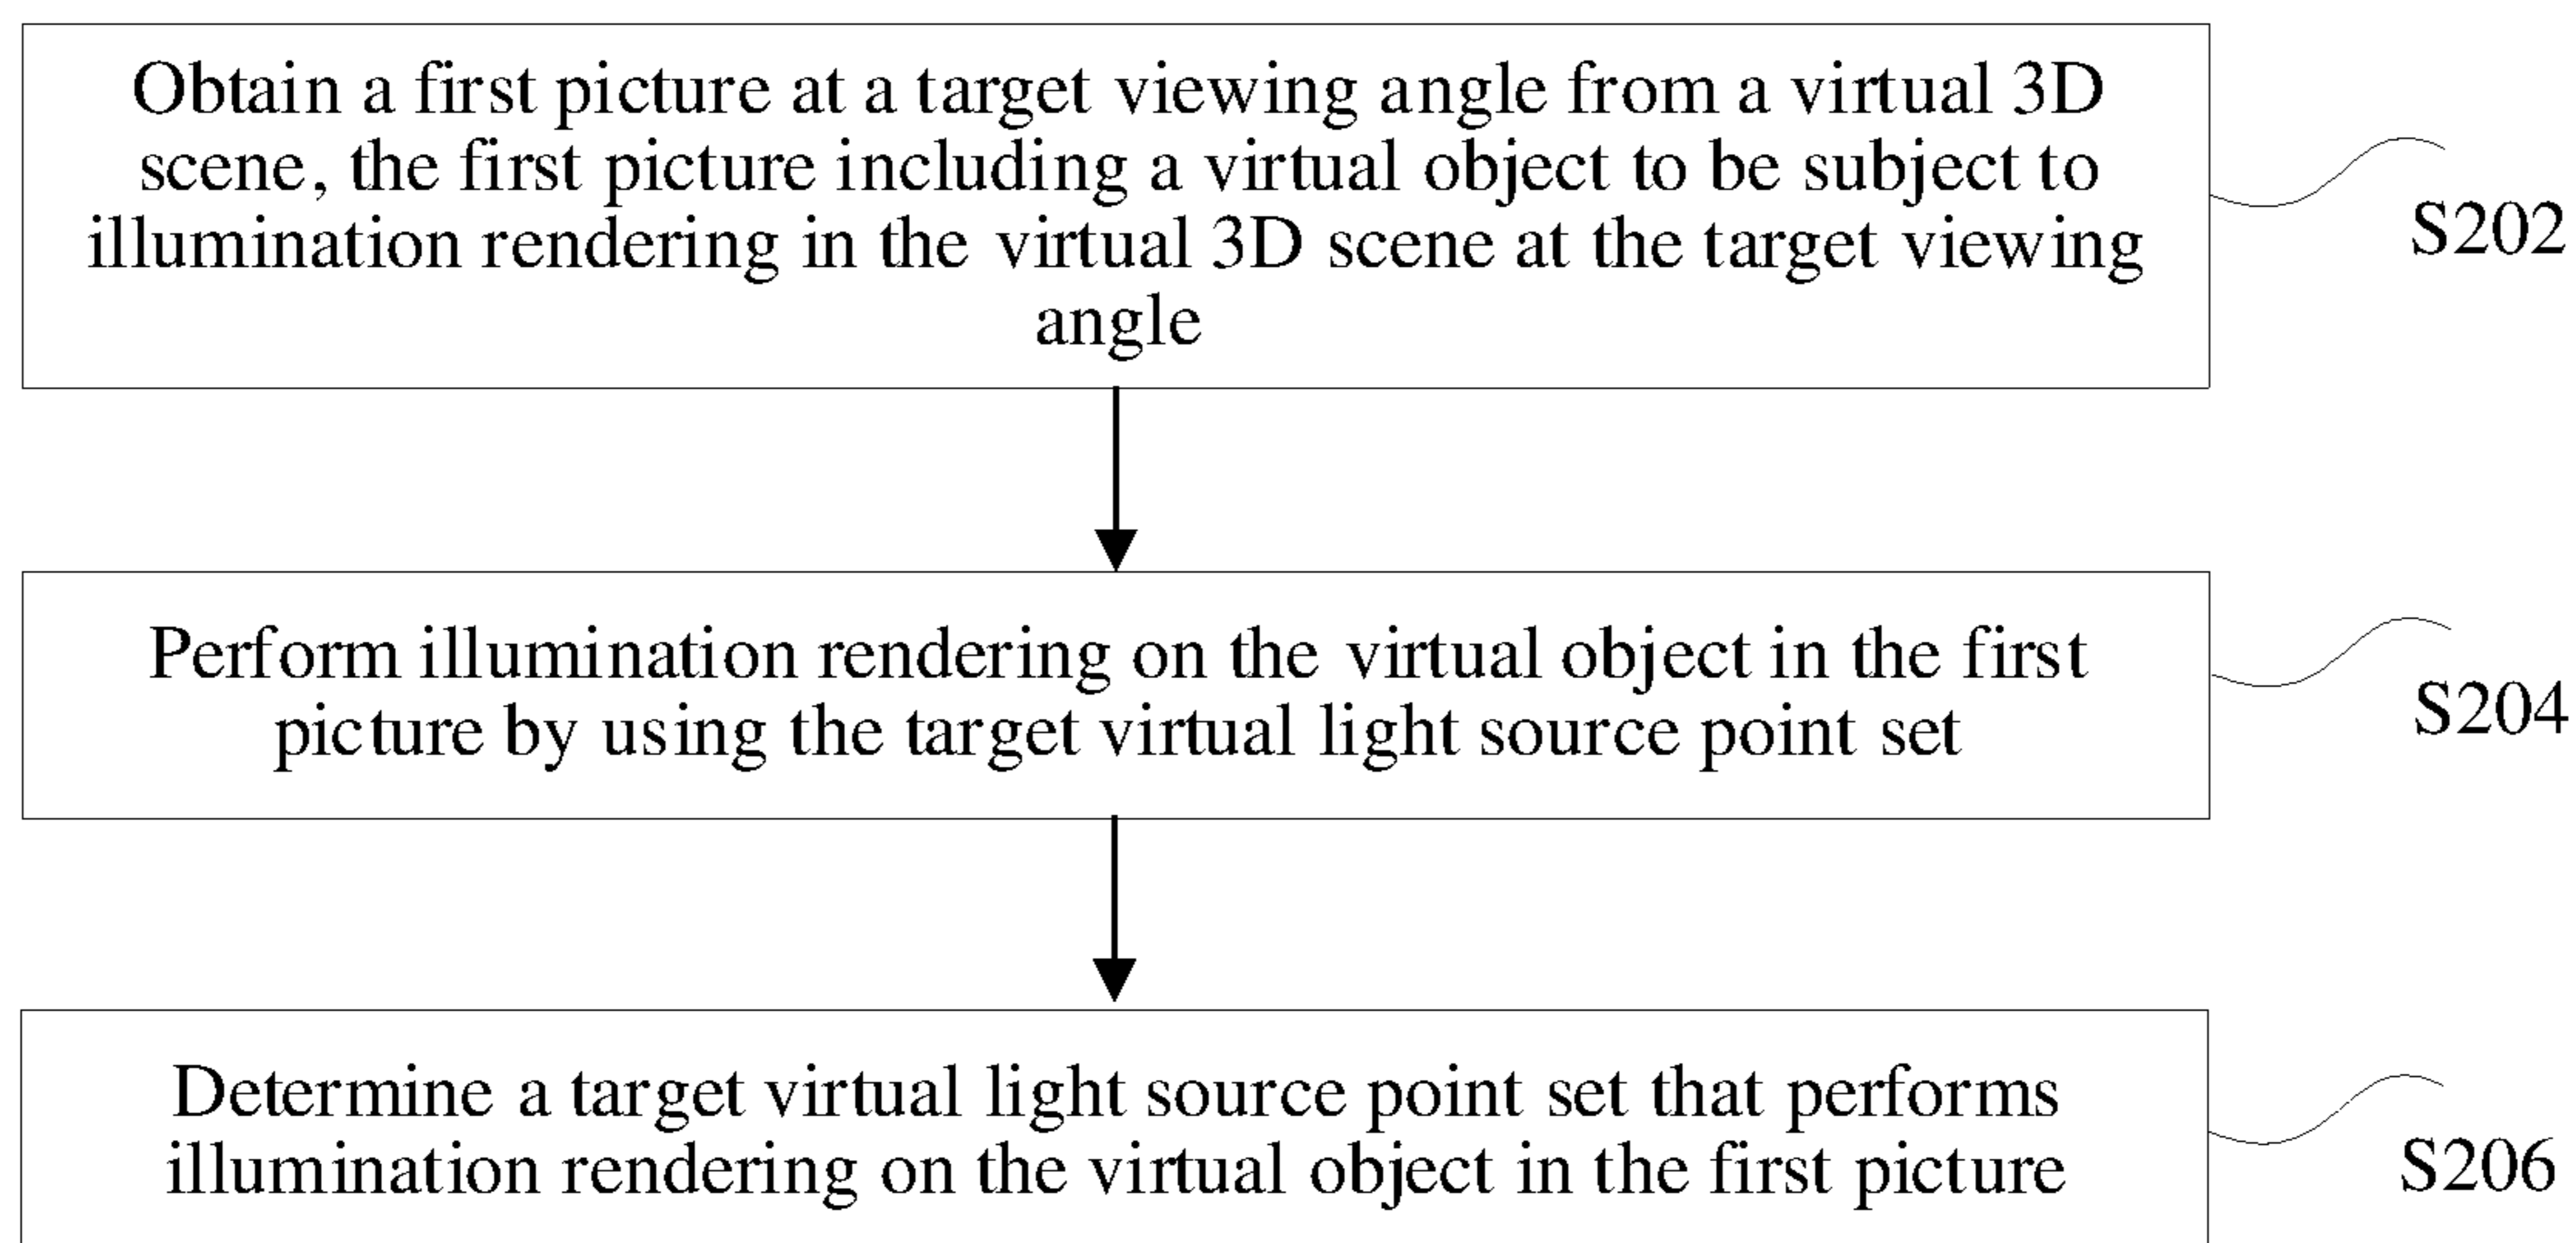 Obtain a first picture at a target viewing angle from a virtual 3D
scene, the first picture including a virtual object to be subject to
illumination rendering in the virtual 3D scene at the target viewing
angle
S202
Perform illumination rendering on the virtual object in the first
picture by using the target virtual light source point set
S204
Determine a target virtual light source point set that performs
illumination rendering on the virtual object in the first picture
S206